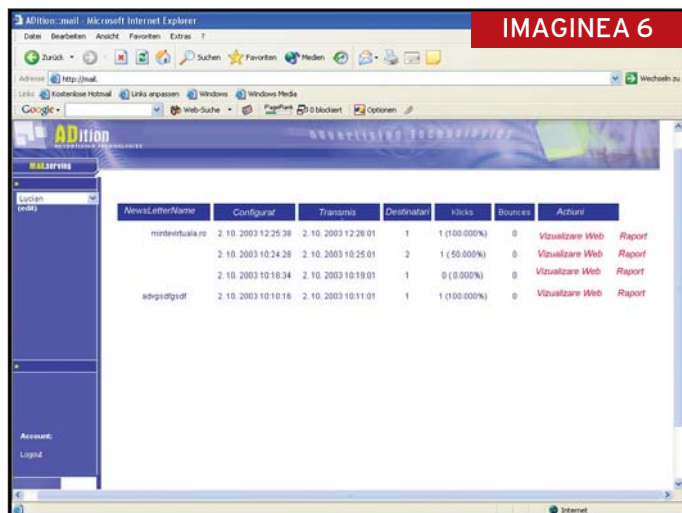 ADition::mail - Microsoft Internet Explorer
IMAGINEA 6
Datei Bearbeiten Ansicht Favoriten Extras ?
Zurück Suchen Favoriten Medien
Adresse http://mail. Wechseln zu
Links Kostenlose Hotmail Links anpassen Windows Windows Media
Google Web-Suche PageRank 0 blockiert Optionen
ADition Advertising Technologies
ADVERTISING TECHNOLOGIES
MAILserving
Lucian
(edit)
NewsLetterName Configurat Transmis Destinatari Klicks Bounces Actiuni
mintevirtuala.ro 2. 10. 2003 12:25:38 2. 10. 2003 12:26:01 1 1 (100.000%) 0 Vizualizare Web Raport
2. 10. 2003 10:24:28 2. 10. 2003 10:25:01 2 1 ( 50.000%) 0 Vizualizare Web Raport
2. 10. 2003 10:18:34 2. 10. 2003 10:19:01 1 0 ( 0.000%) 0 Vizualizare Web Raport
advgsdfgsdf 2. 10. 2003 10:10:16 2. 10. 2003 10:11:01 1 1 (100.000%) 0 Vizualizare Web Raport
Account:
Logout
Internet